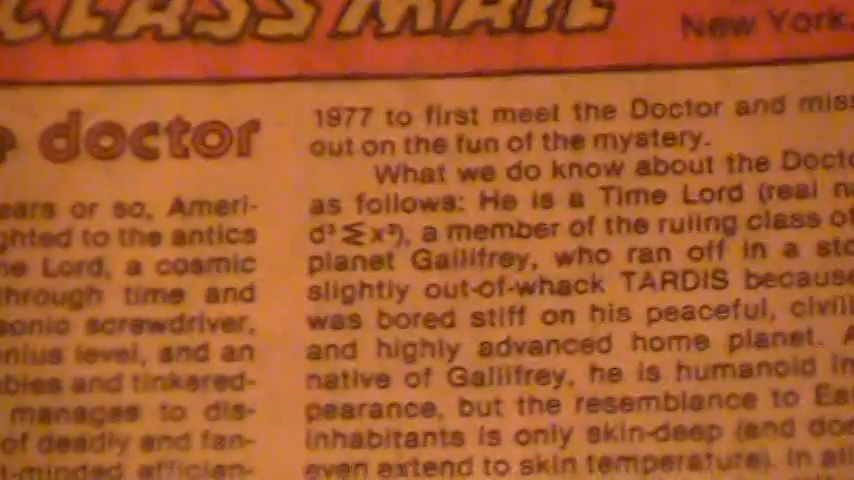 CLASS MAIL
New York,
doctor
ears or so, Ameri-
ghted to the antics
e Lord, a cosmic
through time and
sonic screwdriver,
nius level, and an
bies and tinkered-
manages to dis-
of deadly and fan-
-minded efficien-
1977 to first meet the Doctor and miss
out on the fun of the mystery.
What we do know about the Docto
as follows: He is a Time Lord (real n
d³∑x²), a member of the ruling class of
planet Gallifrey, who ran off in a sto
slightly out-of-whack TARDIS because
was bored stiff on his peaceful, civili
and highly advanced home planet. A
native of Gallifrey, he is humanoid in
pearance, but the resemblance to Ea
inhabitants is only skin-deep (and doe
even extend to skin temperature). In all